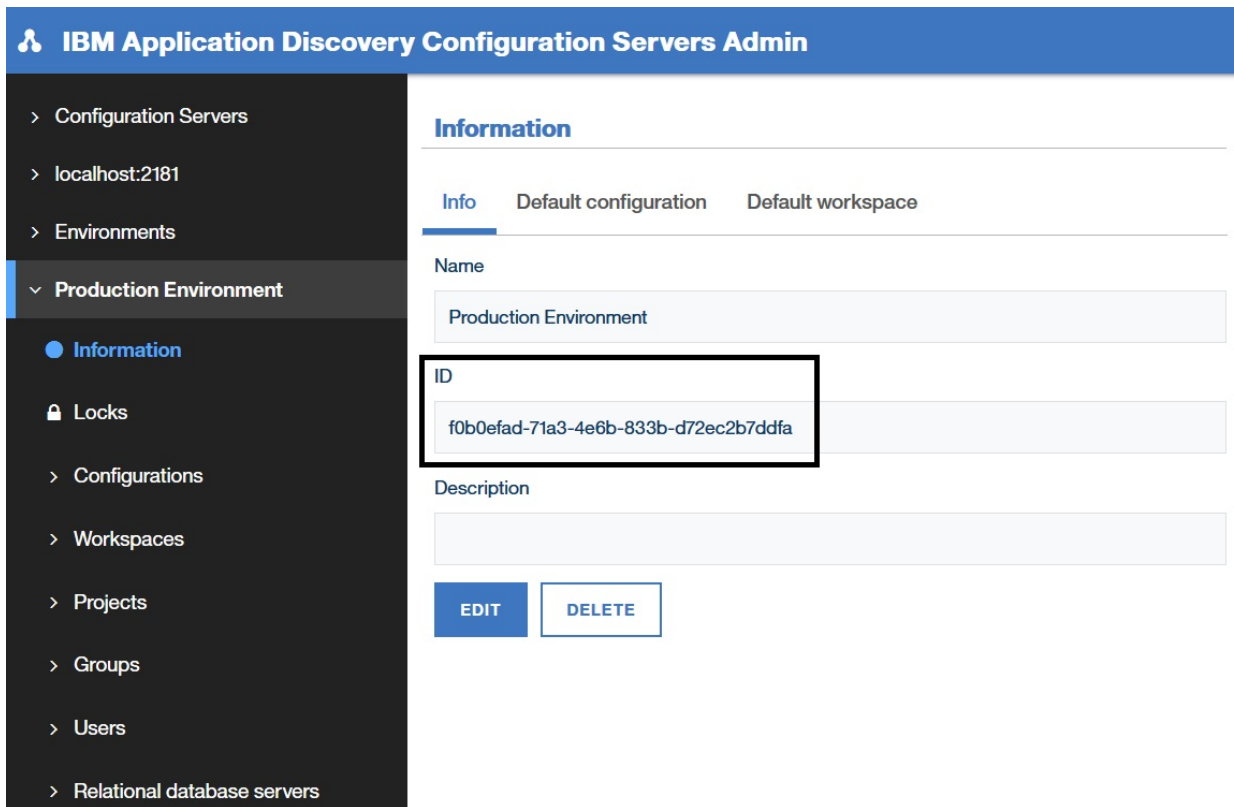 IBM Application Discovery Configuration Servers Admin
Configuration Servers
localhost:2181
Environments
Production Environment
Information
Locks
Configurations
Workspaces
Projects
Groups
Users
Relational database servers
Information
Info Default configuration Default workspace
Name
Production Environment
ID
f0b0efad-71a3-4e6b-833b-d72ec2b7ddfa
Description
EDIT DELETE